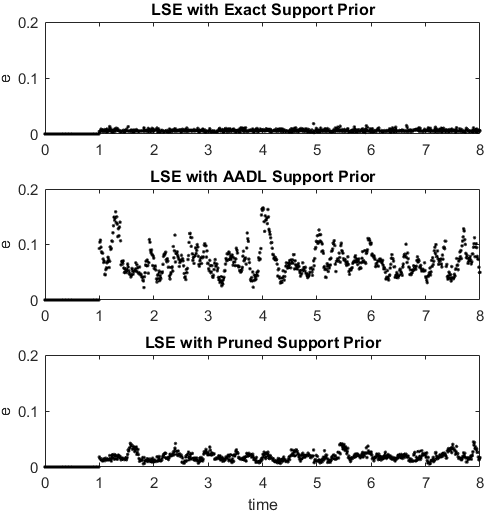 LSE with Exact Support Prior
0.2
0.1
0
e
0 1 2 3 4 5 6 7 8
LSE with AADL Support Prior
0.2
0.1
0
e
0 1 2 3 4 5 6 7 8
LSE with Pruned Support Prior
0.2
0.1
0
e
0 1 2 3 4 5 6 7 8
time